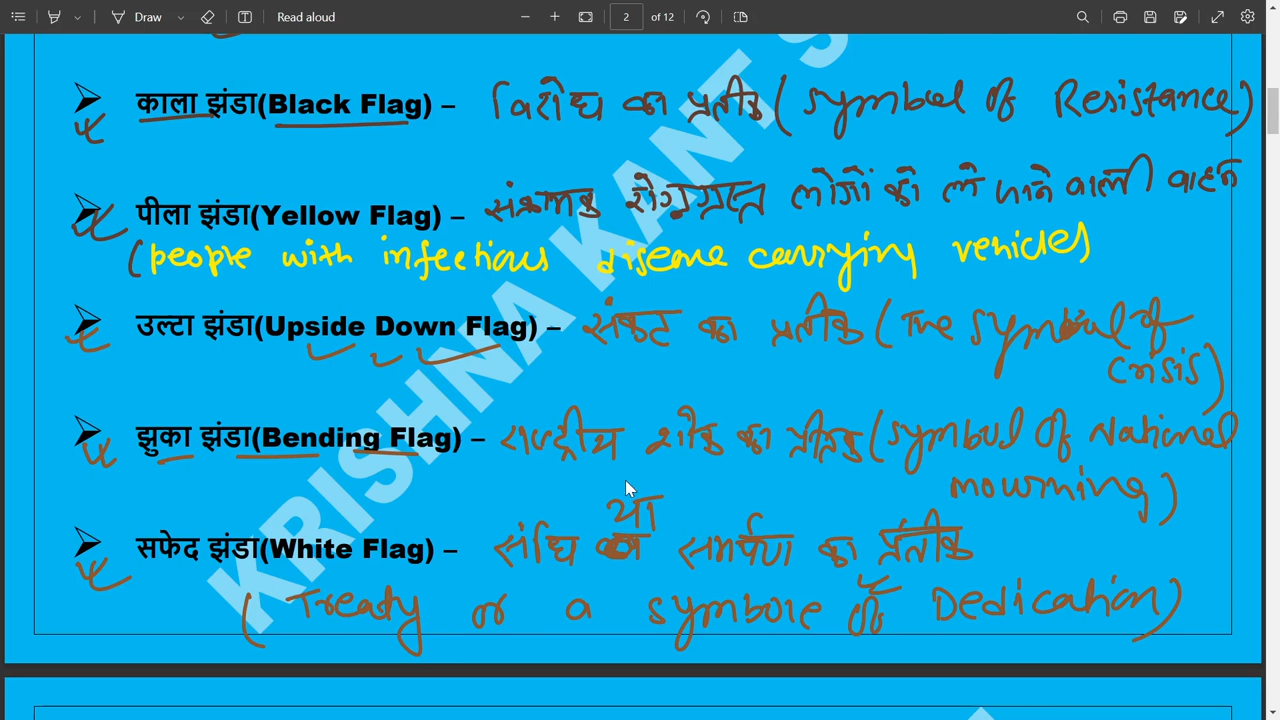 Draw Read aloud 2 of 12
काला झंडा(Black Flag) – विरोध का प्रतीक (symbol of Resistance)
पीला झंडा(Yellow Flag) – संक्रामक रोगग्रस्त लोगों को ले जाने वाली वाहन
(people with infectious disease carrying vehicles)
उल्टा झंडा(Upside Down Flag) – संकट का प्रतीक (The symbol of
crisis)
झुका झंडा(Bending Flag) – राष्ट्रीय शोक का प्रतीक (symbol of National
mourning)
या
सफेद झंडा(White Flag) – संधि समर्पण का प्रतीक
(Treaty or a symbole of Dedication)
KRISHNA KANT S